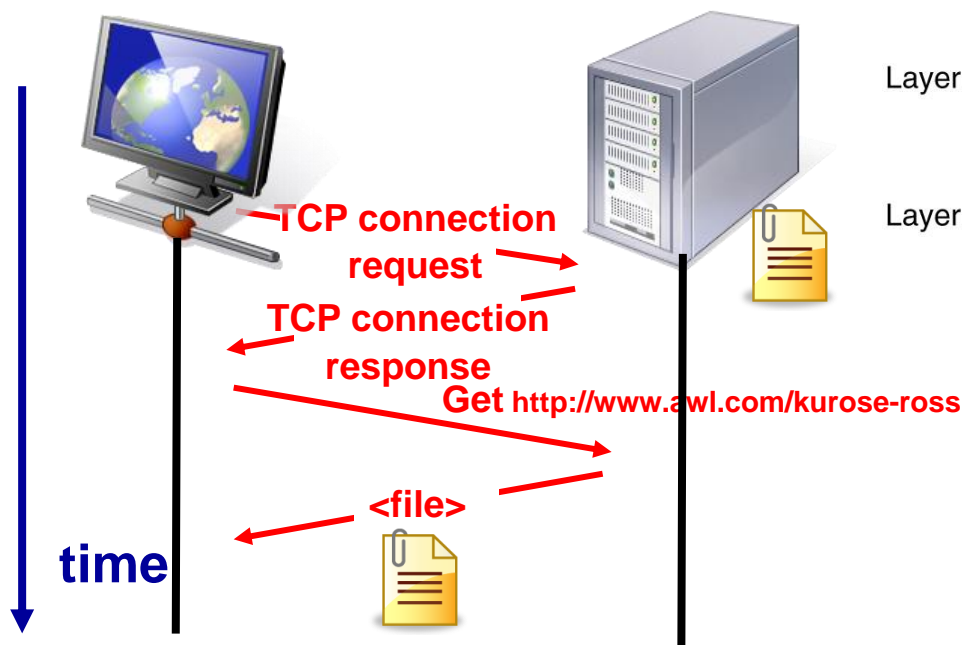 Layer
Layer
TCP connection
request
TCP connection
response
Get http://www.awl.com/kurose-ross
<file>
time